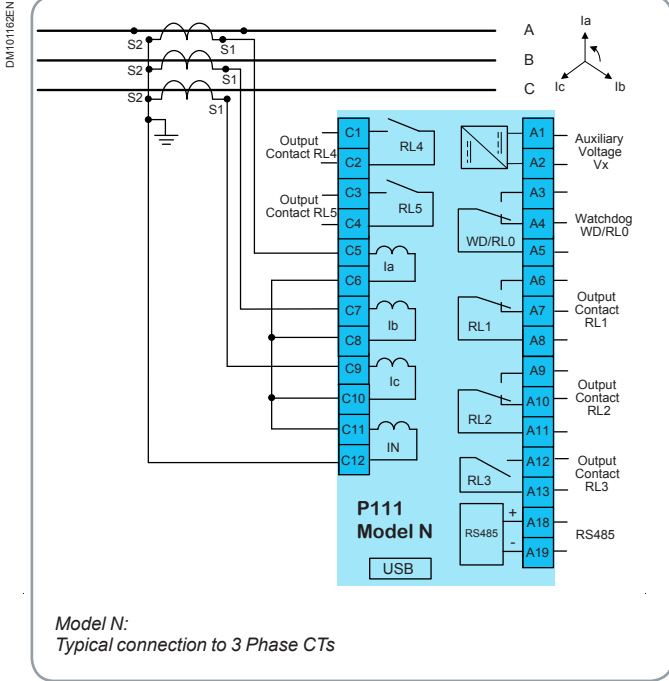 DM101162EN
A
B
C
S2
S1
S2
S1
S2
S1
Ia
Ic
Ib
Output
Contact RL4
Output
Contact RL5
C1
C2
C3
C4
C5
C6
C7
C8
C9
C10
C11
C12
RL4
RL5
Ia
Ib
Ic
IN
WD/RL0
RL1
RL2
RL3
RS485
+
-
P111
Model N
USB
A1
A2
A3
A4
A5
A6
A7
A8
A9
A10
A11
A12
A13
A18
A19
Auxiliary
Voltage
Vx
Watchdog
WD/RL0
Output
Contact
RL1
Output
Contact
RL2
Output
Contact
RL3
RS485
Model N:
Typical connection to 3 Phase CTs